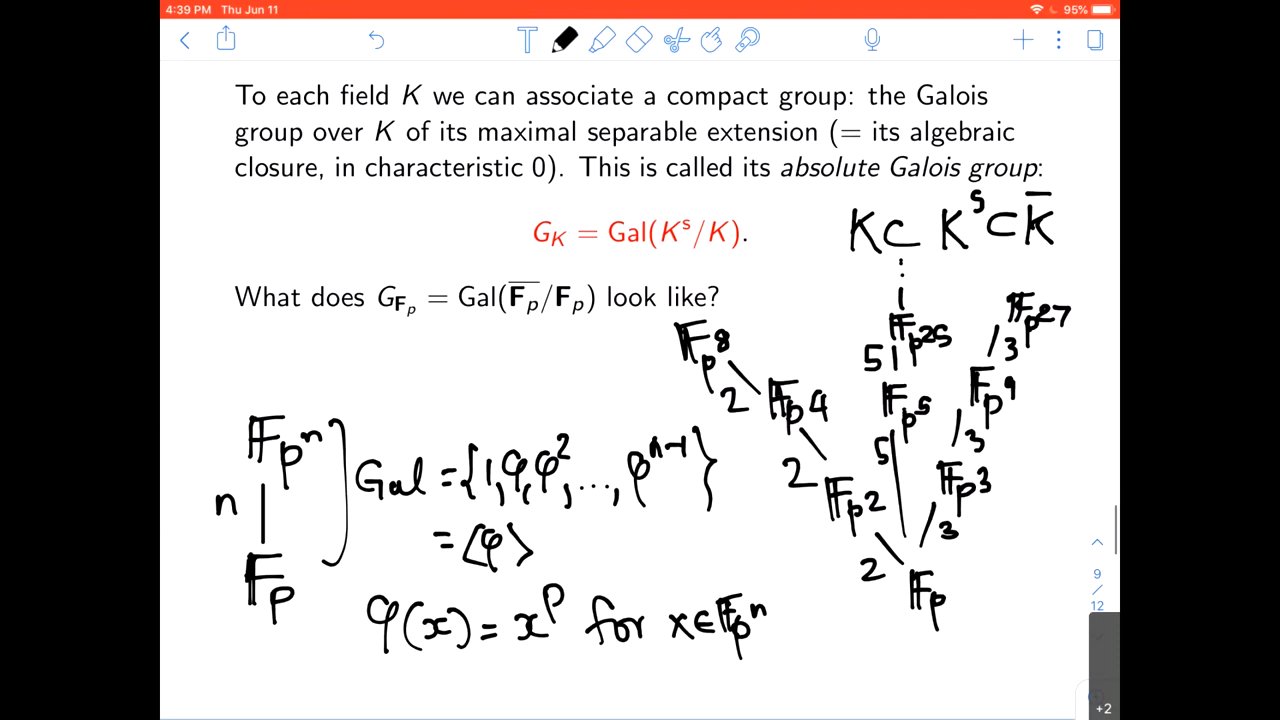 4:39 PM Thu Jun 11
95%
To each field K we can associate a compact group: the Galois
group over K of its maximal separable extension (= its algebraic
closure, in characteristic 0). This is called its absolute Galois group:
G_K = Gal(K^s/K).
K ⊂ K^s ⊂ K̅
What does G_{𝐅_p} = Gal(\overline{𝐅_p}/𝐅_p) look like?
𝔽_{p^8}
2
𝔽_{p^4}
2
𝔽_{p^2}
2
⋮
𝔽_{p^25}
5
𝔽_{p^5}
5
𝔽_{p^27}
3
𝔽_{p^9}
3
𝔽_{p^3}
3
𝔽_p
𝔽_{p^n}
n
𝔽_p
Gal = {1, φ, φ^2, ..., φ^{n-1}}
= ⟨φ⟩
φ(x) = x^p for x ∈ 𝔽_{p^n}
9
/
12
+2